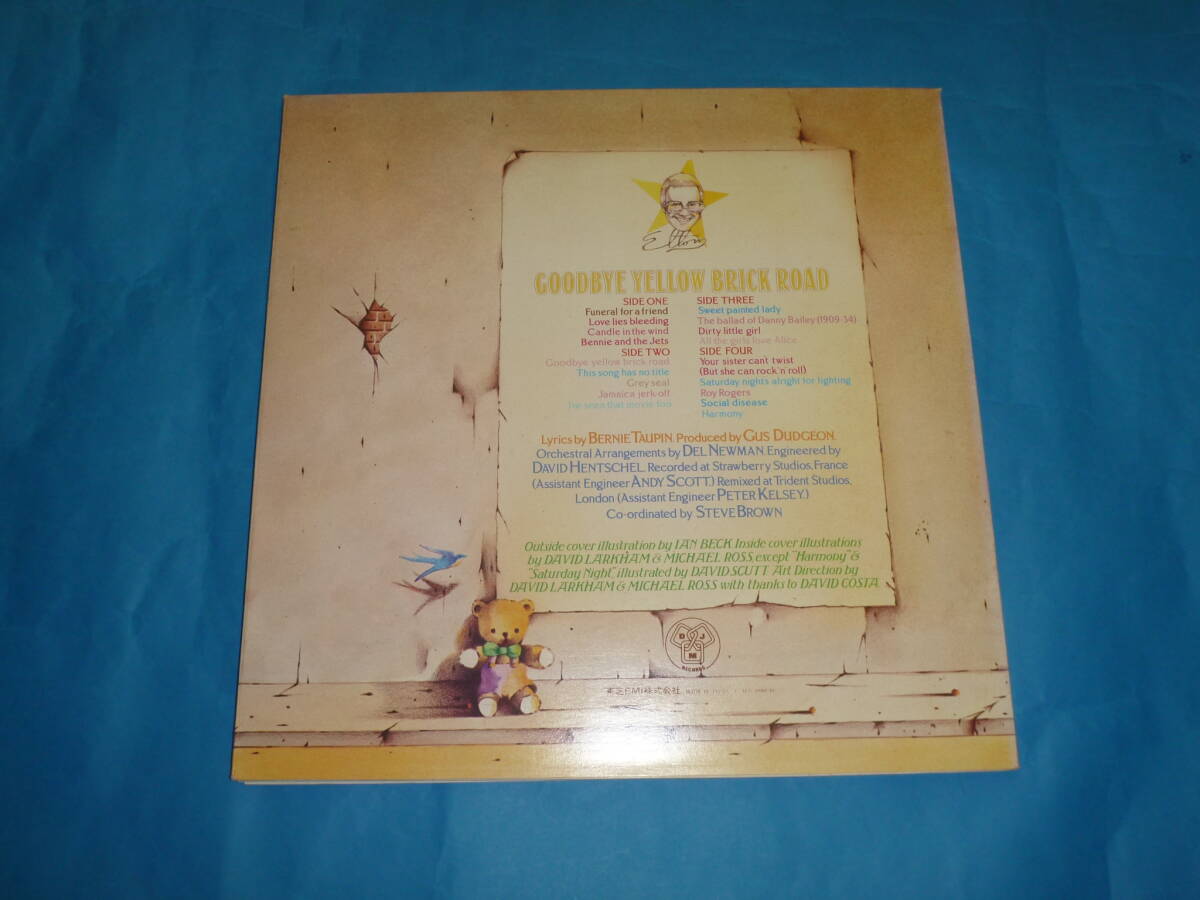 Elton
GOODBYE YELLOW BRICK ROAD
SIDE ONE
Funeral for a friend
Love lies bleeding
Candle in the wind
Bennie and the Jets
SIDE TWO
Goodbye yellow brick road
This song has no title
Grey seal
Jamaica jerk-off
I've seen that movie too
SIDE THREE
Sweet painted lady
The ballad of Danny Bailey (1909-34)
Dirty little girl
All the girls love Alice
SIDE FOUR
Your sister can't twist
(But she can rock 'n' roll)
Saturday nights alright for fighting
Roy Rogers
Social disease
Harmony
Lyrics by BERNIE TAUPIN. Produced by GUS DUDGEON.
Orchestral Arrangements by DEL NEWMAN. Engineered by
DAVID HENTSCHEL. Recorded at Strawberry Studios, France
(Assistant Engineer ANDY SCOTT.) Remixed at Trident Studios,
London (Assistant Engineer PETER KELSEY.)
Co-ordinated by STEVE BROWN
Outside cover illustration by IAN BECK Inside cover illustrations
by DAVID LARKHAM & MICHAEL ROSS except "Harmony" &
"Saturday Night", illustrated by DAVID SCUTT Art Direction by
DAVID LARKHAM & MICHAEL ROSS with thanks to DAVID COSTA.
DJM
RECORDS
東芝EMI株式会社